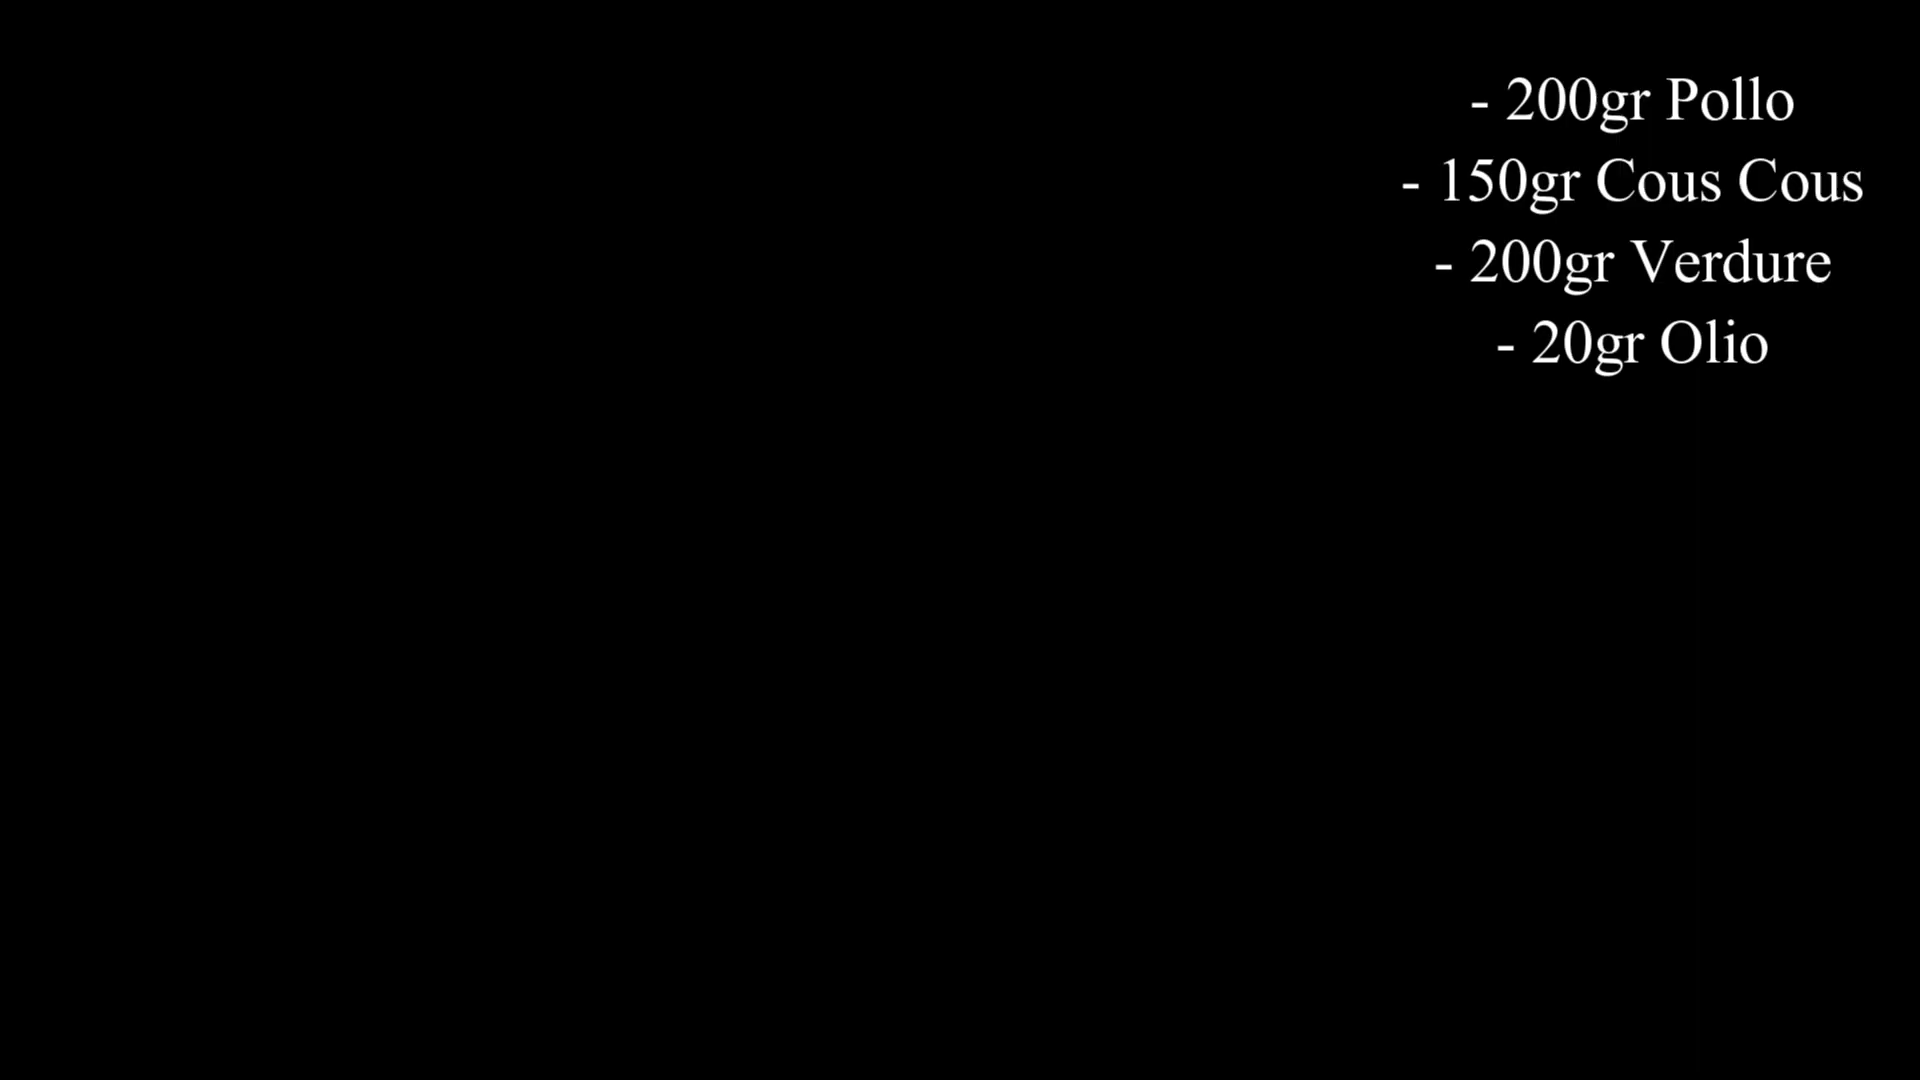 - 200gr Pollo
- 150gr Cous Cous
- 200gr Verdure
- 20gr Olio